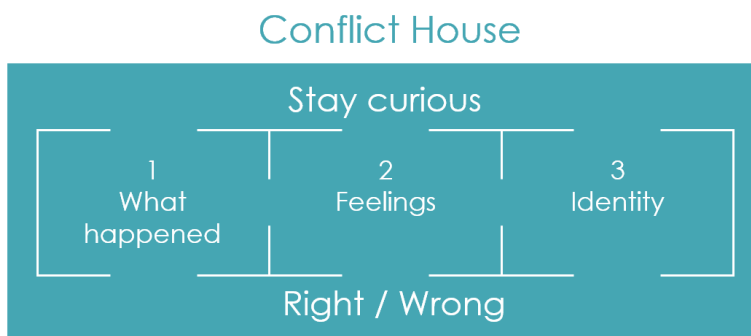 Conflict House
Stay curious
1
What
happened
2
Feelings
3
Identity
Right / Wrong